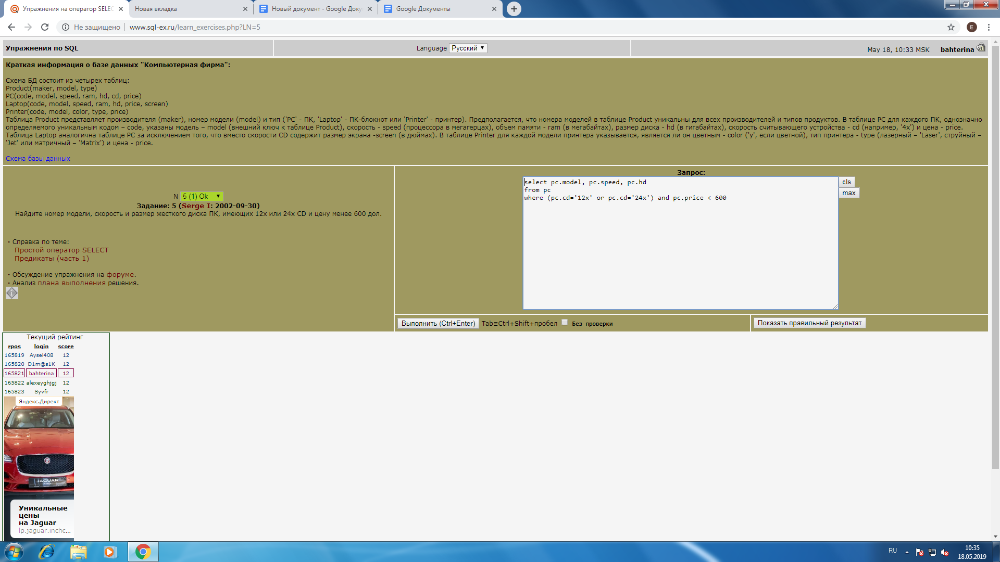 Упражнения на оператор SELEC
Новая вкладка
Новый документ - Google Доку
Google Документы
Не защищено
www.sql-ex.ru/learn_exercises.php?LN=5
E
Упражнения по SQL
Language Русский
May 18, 10:33 MSK bahterina
Краткая информация о базе данных "Компьютерная фирма":
Схема БД состоит из четырех таблиц:
Product(maker, model, type)
PC(code, model, speed, ram, hd, cd, price)
Laptop(code, model, speed, ram, hd, price, screen)
Printer(code, model, color, type, price)
Таблица Product представляет производителя (maker), номер модели (model) и тип ('PC' - ПК, 'Laptop' - ПК-блокнот или 'Printer' - принтер). Предполагается, что номера моделей в таблице Product уникальны для всех производителей и типов продуктов. В таблице PC для каждого ПК, однозначно
определяемого уникальным кодом – code, указаны модель – model (внешний ключ к таблице Product), скорость - speed (процессора в мегагерцах), объем памяти - ram (в мегабайтах), размер диска - hd (в гигабайтах), скорость считывающего устройства - cd (например, '4x') и цена - price.
Таблица Laptop аналогична таблице PC за исключением того, что вместо скорости CD содержит размер экрана -screen (в дюймах). В таблице Printer для каждой модели принтера указывается, является ли он цветным - color ('y', если цветной), тип принтера - type (лазерный – 'Laser', струйный –
'Jet' или матричный – 'Matrix') и цена - price.
Схема базы данных
N 5 (1) Ok
Задание: 5 (Serge I: 2002-09-30)
Найдите номер модели, скорость и размер жесткого диска ПК, имеющих 12x или 24x CD и цену менее 600 дол.
• Справка по теме:
Простой оператор SELECT
Предикаты (часть 1)
• Обсуждение упражнения на форуме.
• Анализ плана выполнения решения.
Запрос:
select pc.model, pc.speed, pc.hd
from pc
where (pc.cd='12x' or pc.cd='24x') and pc.price < 600
cls
max
Выполнить (Ctrl+Enter) Tab≡Ctrl+Shift+пробел Без проверки
Показать правильный результат
Текущий рейтинг
rpos login score
165819 Aysel408 12
165820 D1m@s1K 12
165821 bahterina 12
165822 alexeyghjgj 12
165823 Syvfr 12
Яндекс.Директ
JAGUAR
Уникальные
цены
на Jaguar
lp.jaguar.inchc...
RU
10:35
18.05.2019